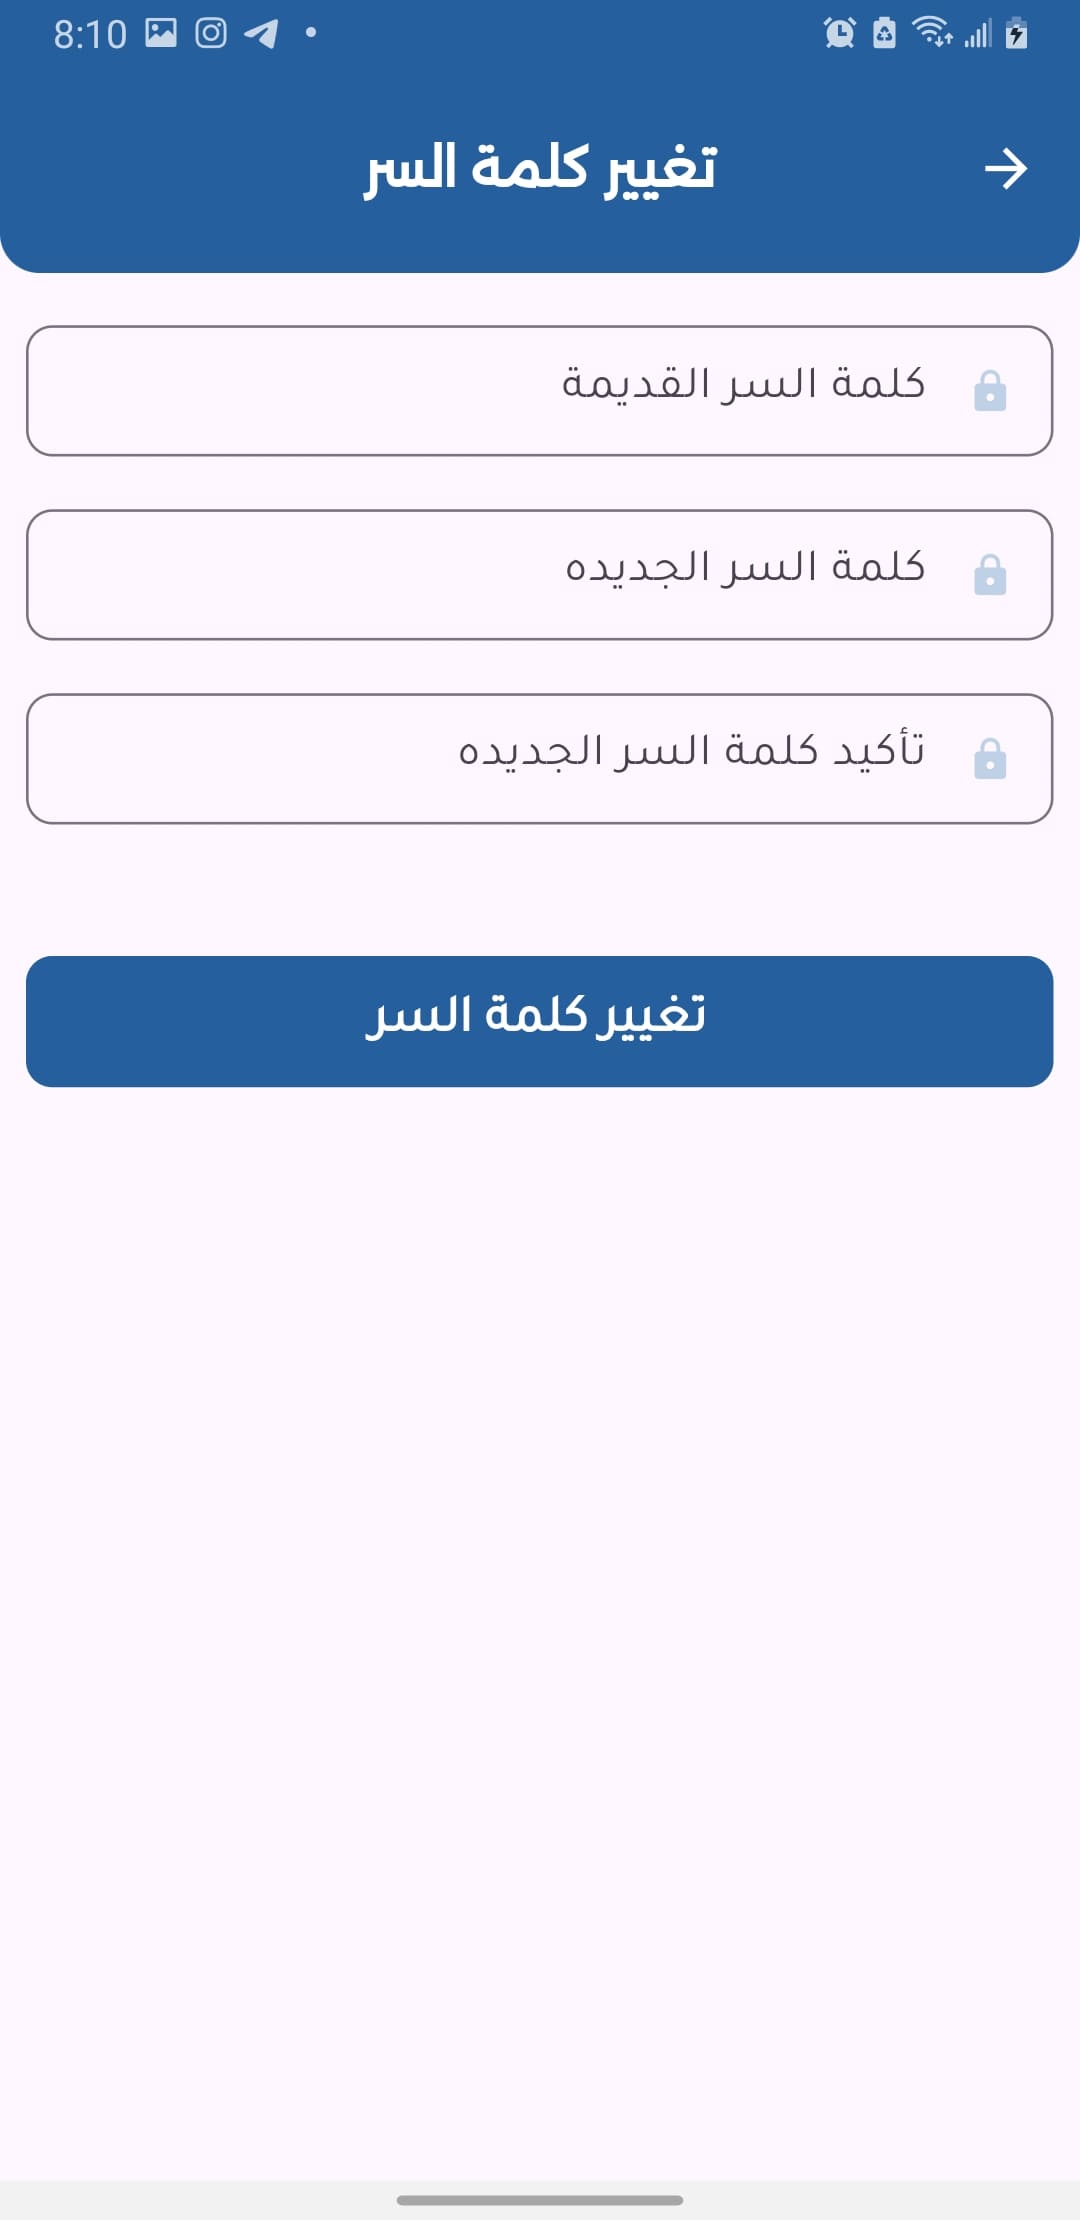 8:10
تغيير كلمة السر
كلمة السر القديمة
كلمة السر الجديده
تأكيد كلمة السر الجديده
تغيير كلمة السر